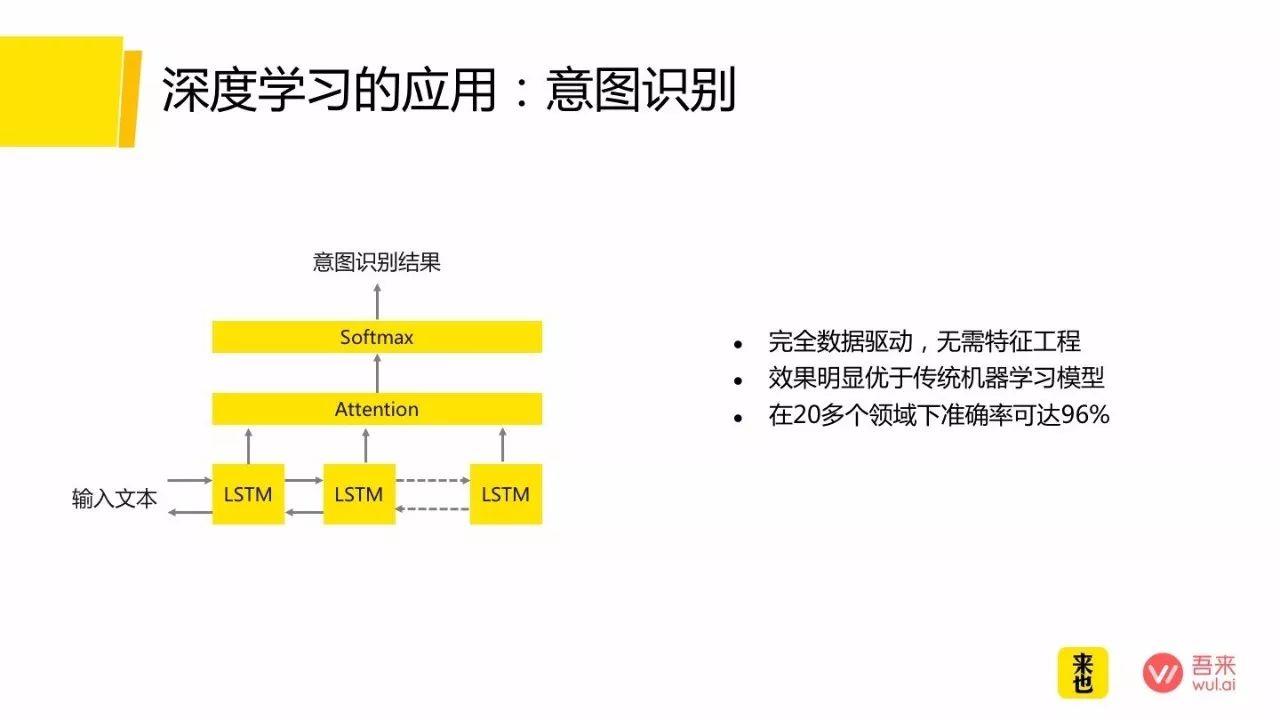 深度学习的应用：意图识别
意图识别结果
Softmax
Attention
输入文本
LSTM
LSTM
LSTM
完全数据驱动，无需特征工程
效果明显优于传统机器学习模型
在20多个领域下准确率可达96%
来也
吾来
wul.ai